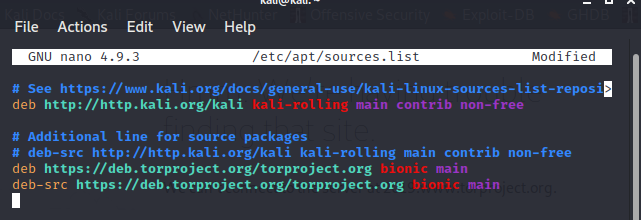 kali@kali: ~
File Actions Edit View Help
GNU nano 4.9.3 /etc/apt/sources.list Modified
# See https://www.kali.org/docs/general-use/kali-linux-sources-list-reposi>
deb http://http.kali.org/kali kali-rolling main contrib non-free
# Additional line for source packages
# deb-src http://http.kali.org/kali kali-rolling main contrib non-free
deb https://deb.torproject.org/torproject.org bionic main
deb-src https://deb.torproject.org/torproject.org bionic main